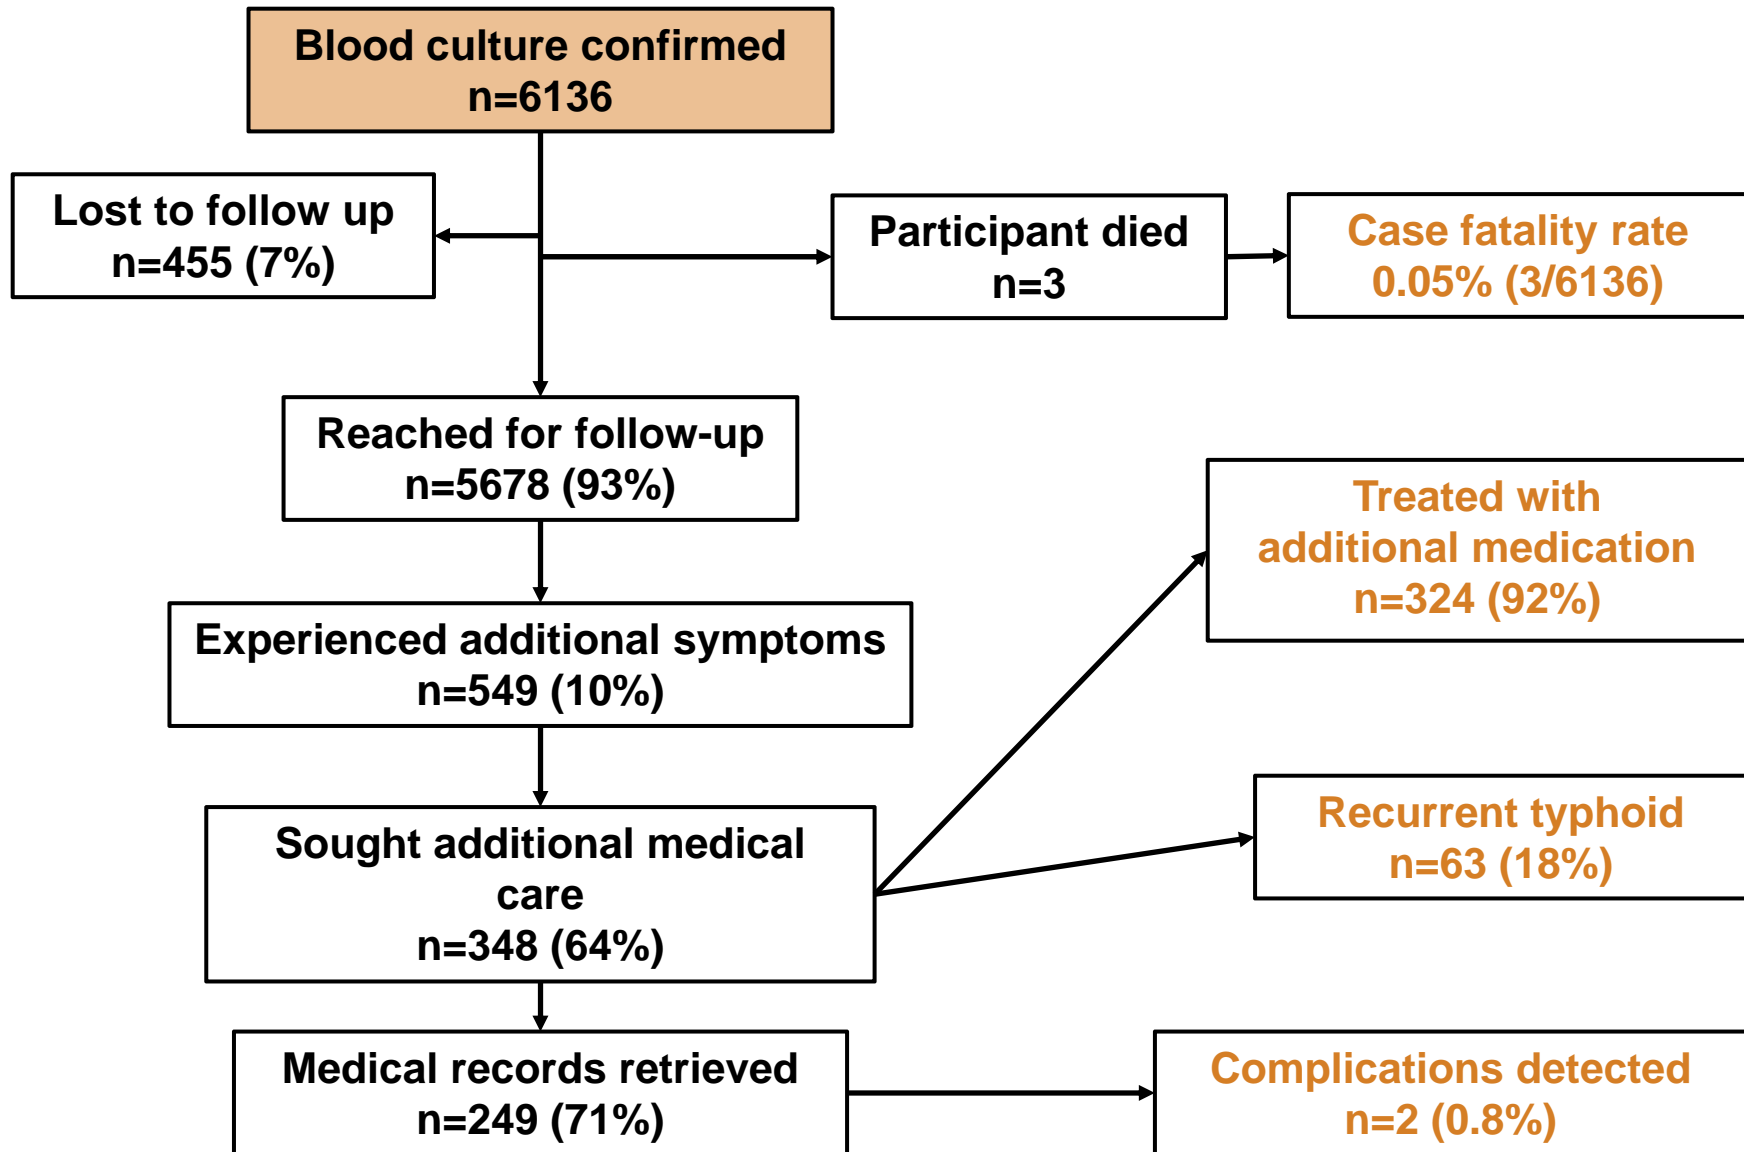 Blood culture confirmed
n=6136
Lost to follow up
n=455 (7%)
Participant died
n=3
Case fatality rate
0.05% (3/6136)
Reached for follow-up
n=5678 (93%)
Treated with
additional medication
n=324 (92%)
Experienced additional symptoms
n=549 (10%)
Sought additional medical
care
n=348 (64%)
Recurrent typhoid
n=63 (18%)
Medical records retrieved
n=249 (71%)
Complications detected
n=2 (0.8%)